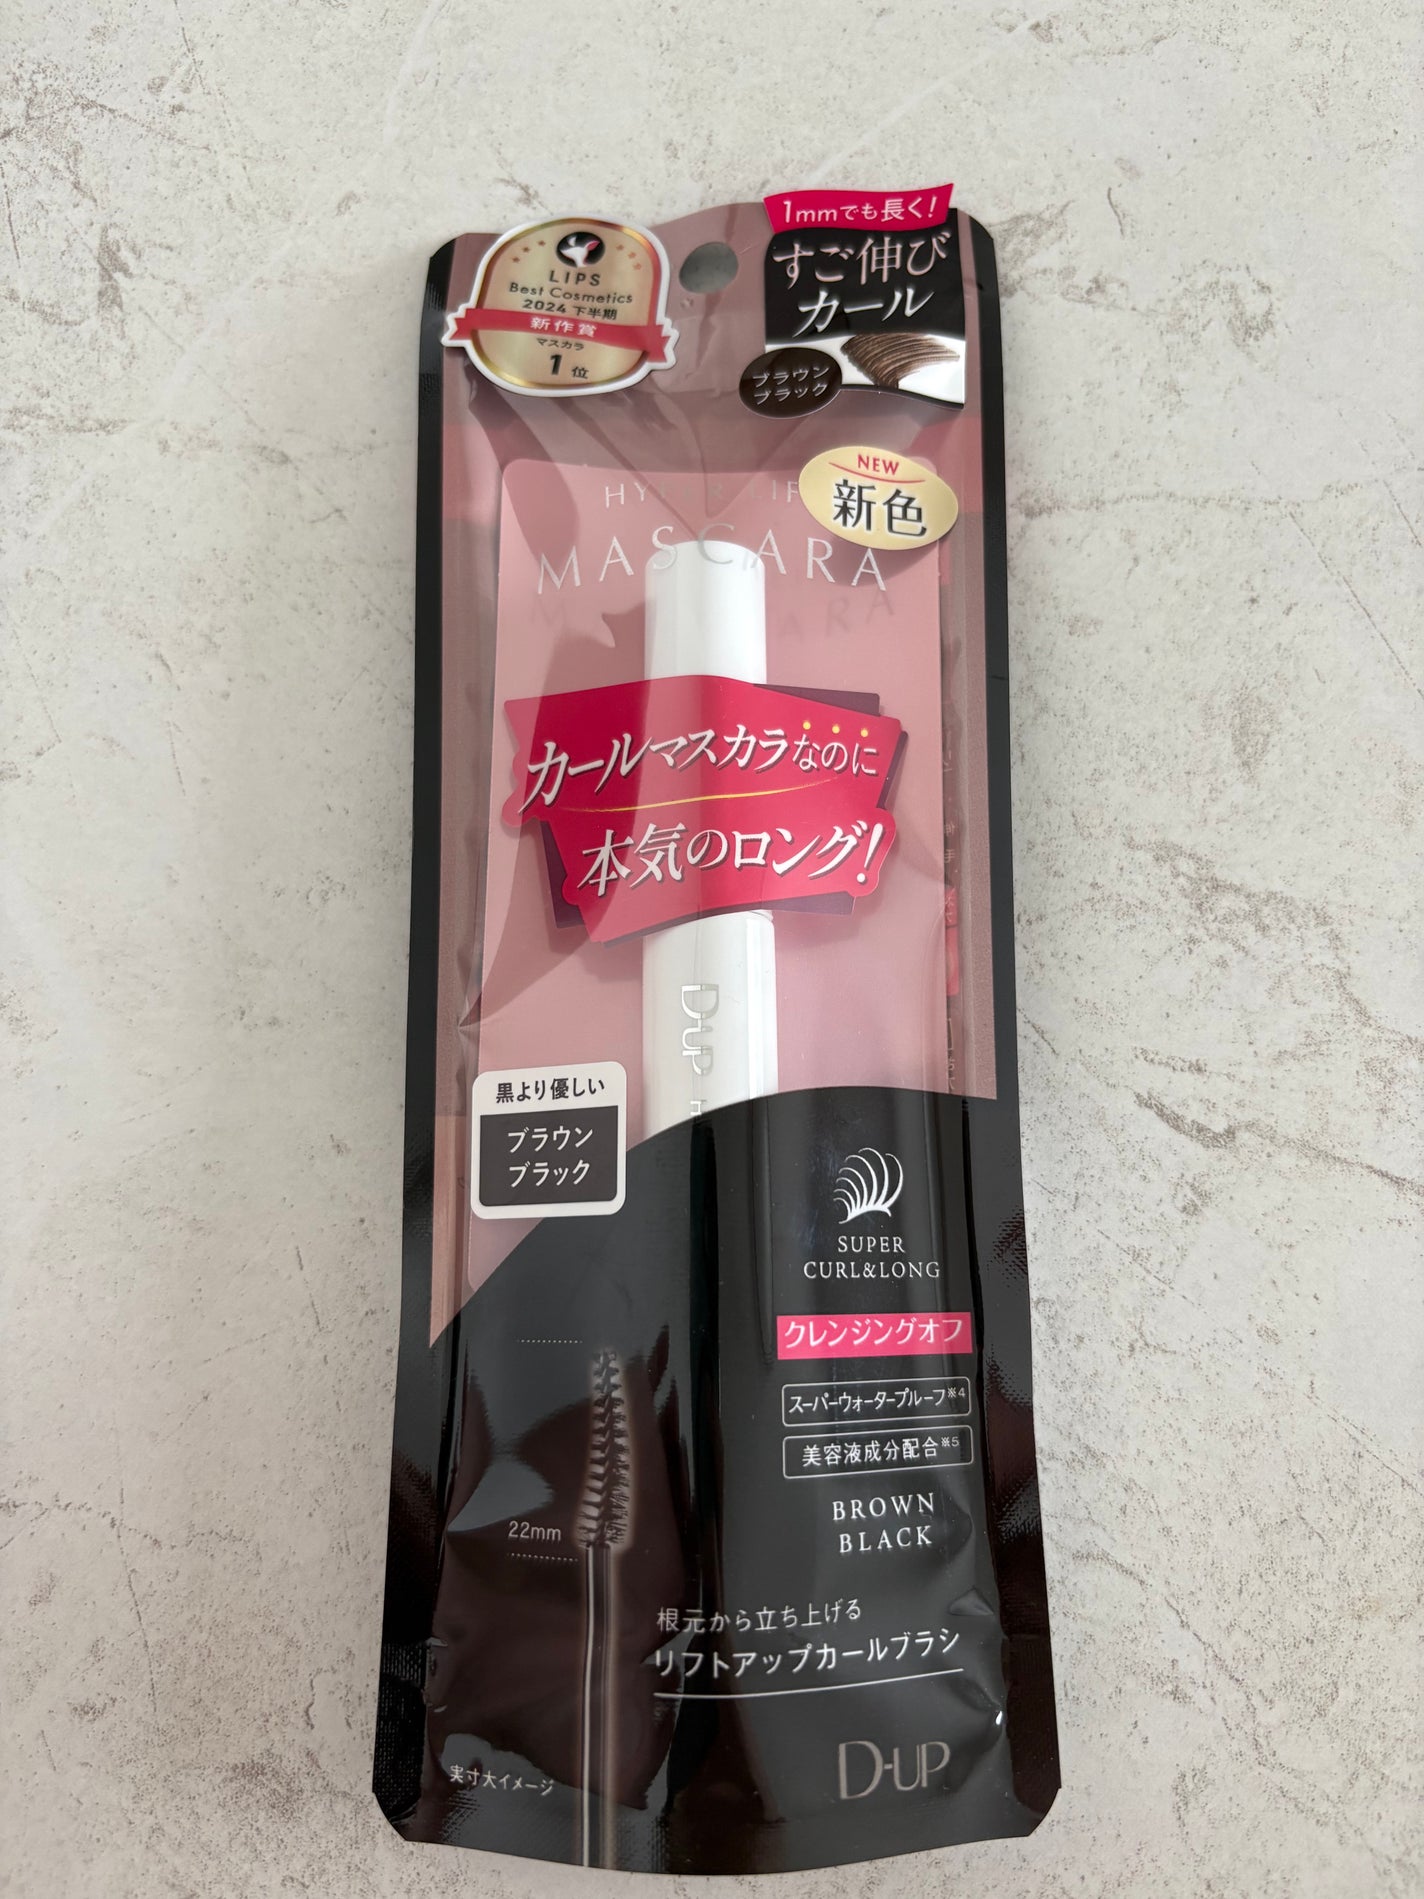 LIPS
Best Cosmetics
2024 下半期
新作賞
マスカラ
1位
1mmでも長く!
すご伸び
カール
ブラウン
ブラック
NEW
新色
HYPER LIF
MASCARA
カールマスカラなのに
本気のロング!
D-UP
黒より優しい
ブラウン
ブラック
SUPER
CURL&LONG
クレンジングオフ
スーパーウォータープルーフ※4
美容液成分配合※5
BROWN
BLACK
22mm
根元から立ち上げる
リフトアップカールブラシ
実寸大イメージ
D-UP